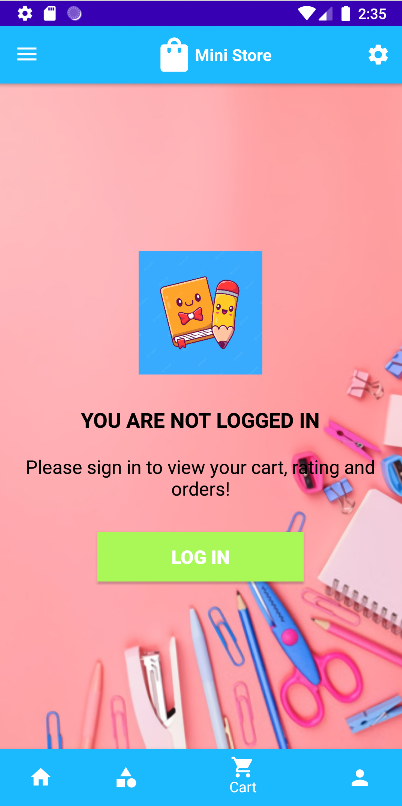 2:35
Mini Store
YOU ARE NOT LOGGED IN
Please sign in to view your cart, rating and
orders!
LOG IN
Cart